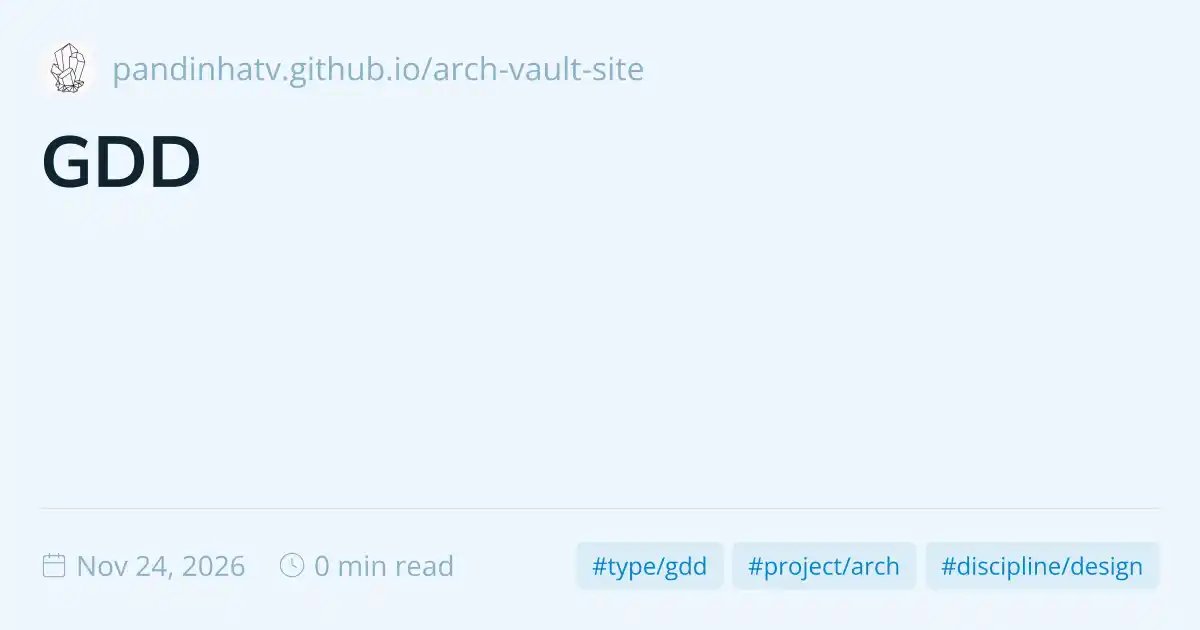 pandinhatv.github.io/arch-vault-site
GDD
Nov 24, 2026 0 min read #type/gdd #project/arch #discipline/design